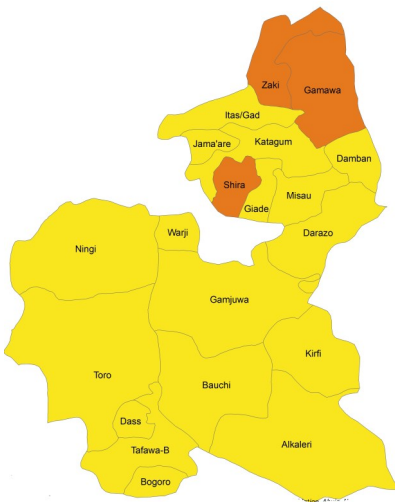 Zaki
Gamawa
Itas/Gad
Jama'are
Katagum
Damban
Shira
Misau
Giade
Warji
Darazo
Ningi
Gamjuwa
Kirfi
Toro
Bauchi
Dass
Alkaleri
Tafawa-B
Bogoro